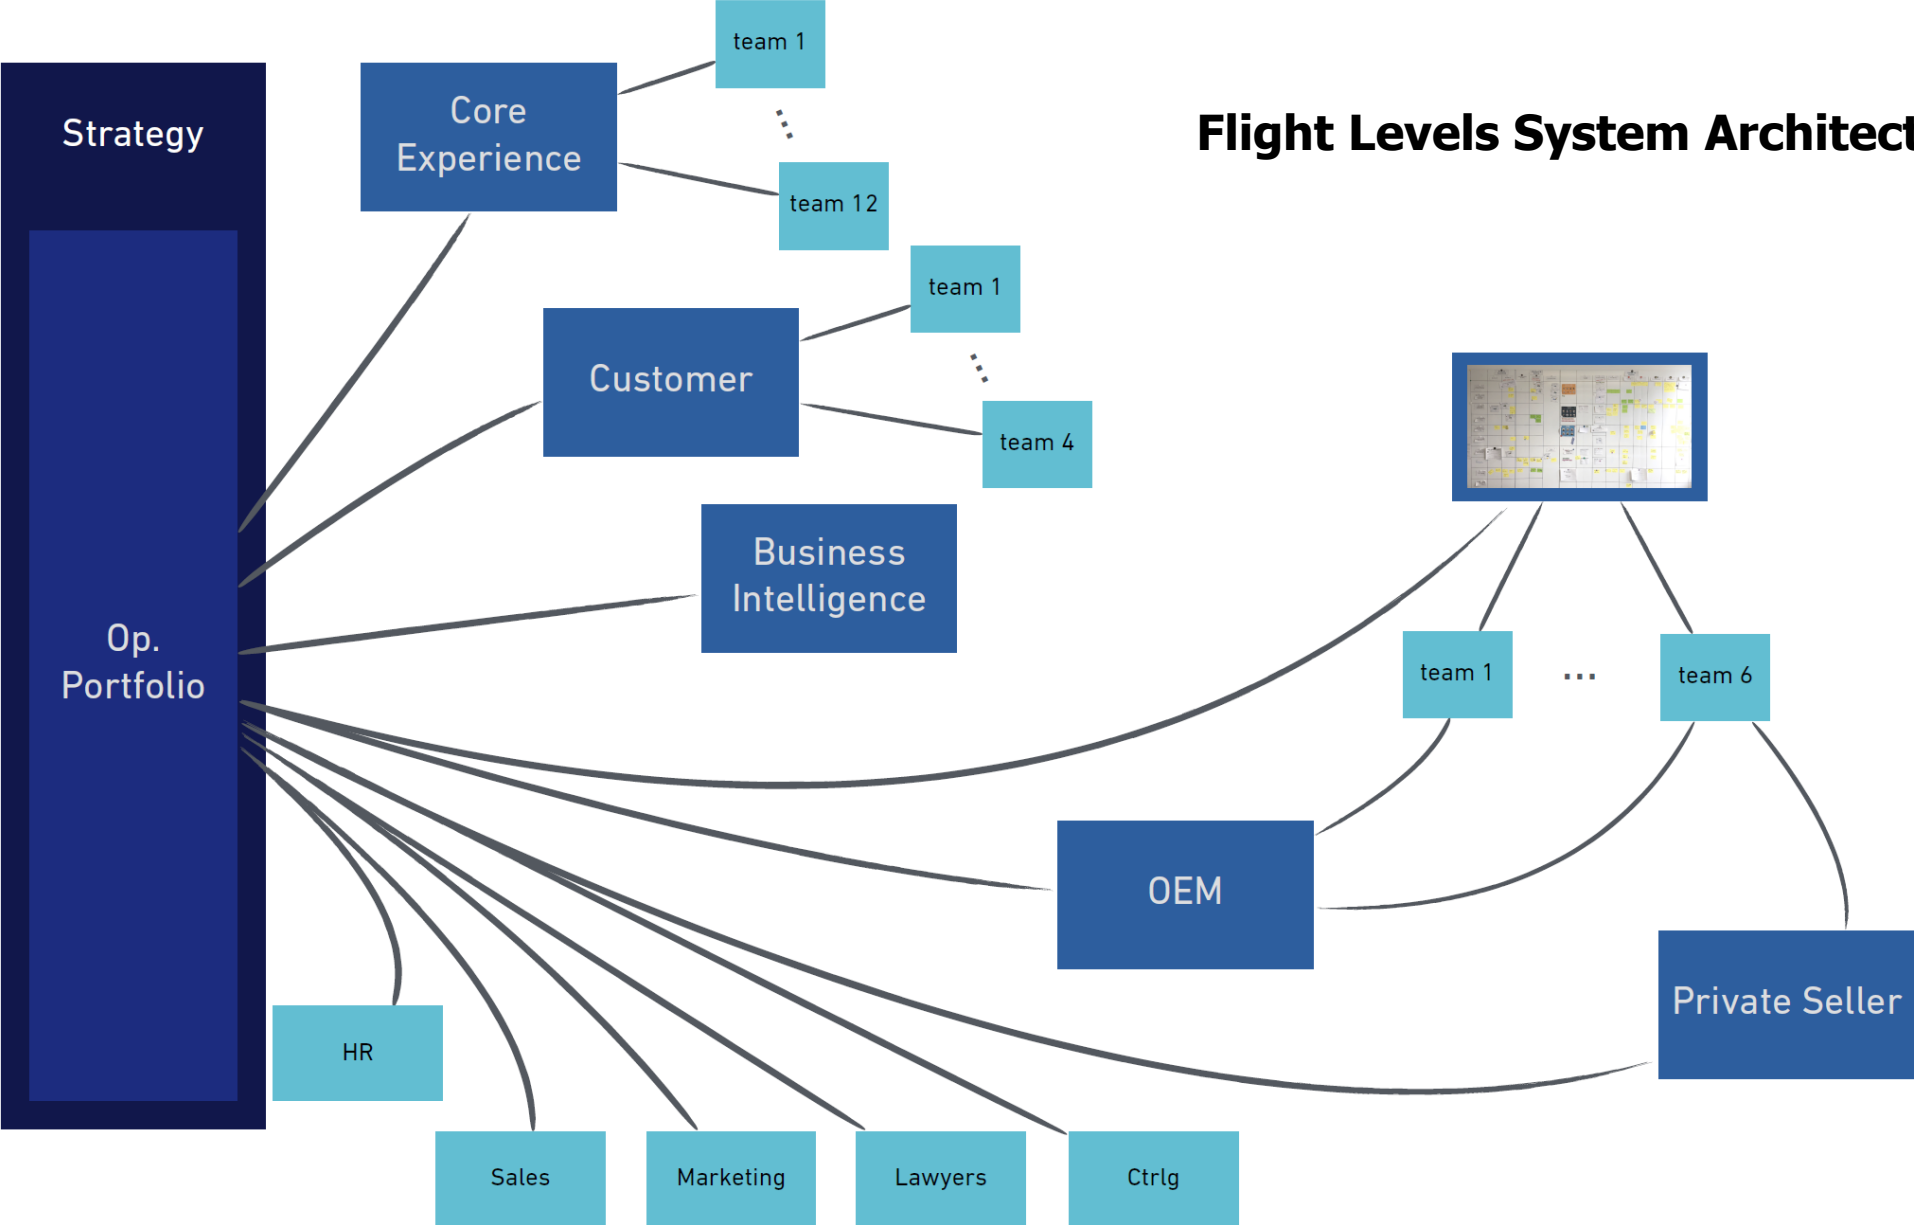 team 1
Strategy
Core
Experience
Flight Levels System Architect
team 12
team 1
Customer
team 4
Business
Intelligence
Op.
Portfolio
team 1
...
team 6
OEM
Private Seller
HR
Sales
Marketing
Lawyers
Ctrlg